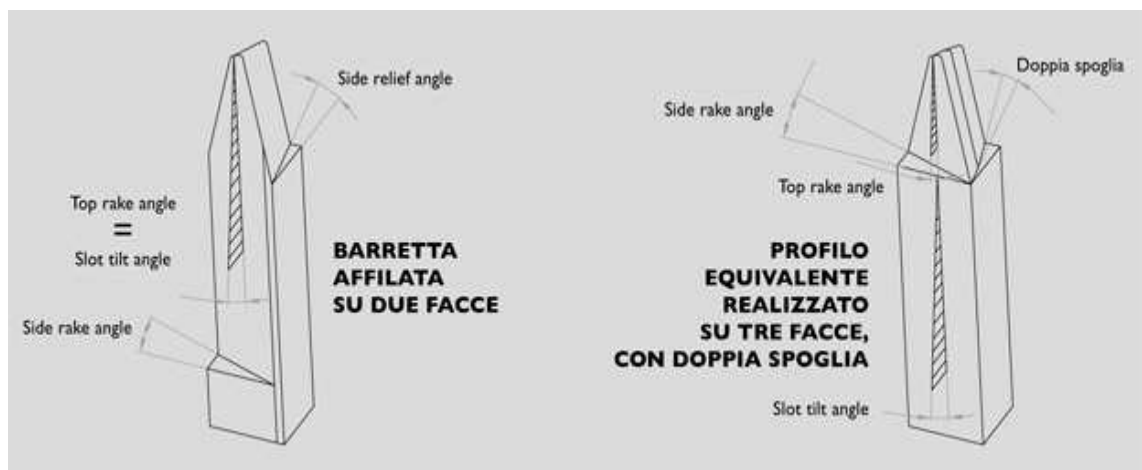 Side relief angle
Top rake angle
=
Slot tilt angle
Side rake angle
BARRETTA
AFFILATA
SU DUE FACCE
Doppia spoglia
Side rake angle
Top rake angle
PROFILO
EQUIVALENTE
REALIZZATO
SU TRE FACCE,
CON DOPPIA SPOGLIA
Slot tilt angle